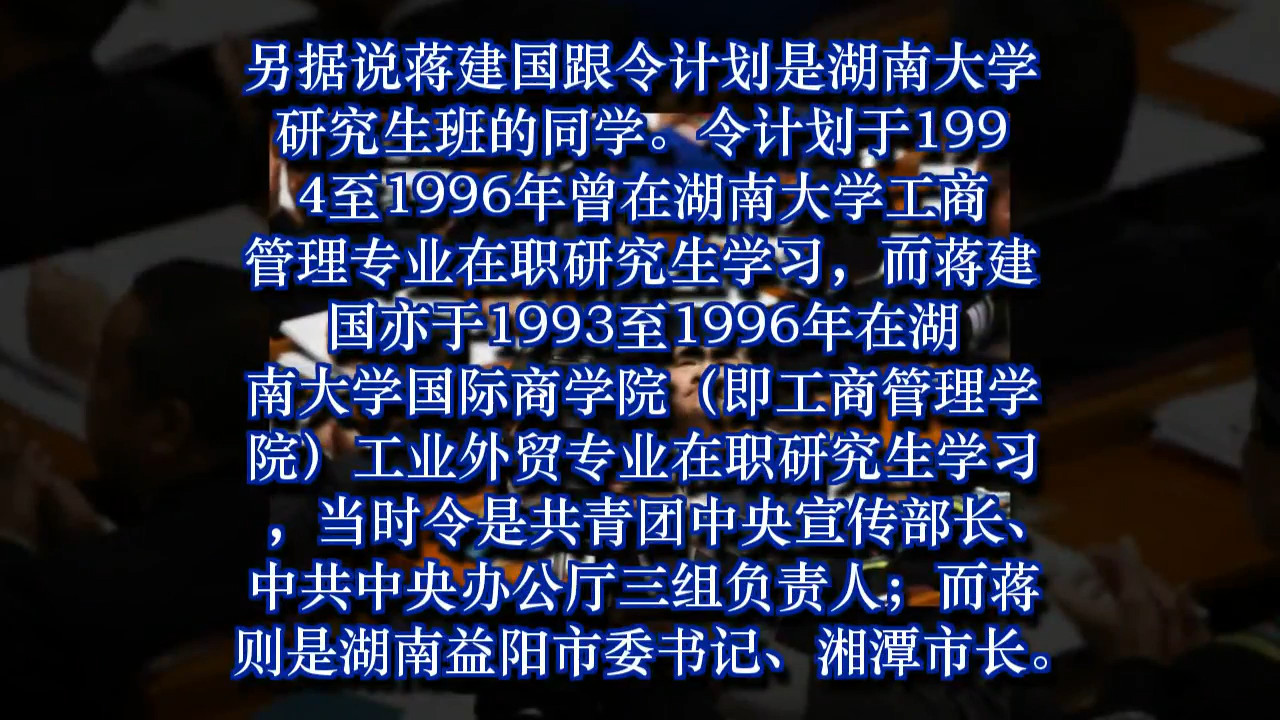 另据说蒋建国跟令计划是湖南大学
研究生班的同学。令计划于199
4至1996年曾在湖南大学工商
管理专业在职研究生学习，而蒋建
国亦于1993至1996年在湖
南大学国际商学院（即工商管理学
院）工业外贸专业在职研究生学习
，当时令是共青团中央宣传部长、
中共中央办公厅三组负责人；而蒋
则是湖南益阳市委书记、湘潭市长。